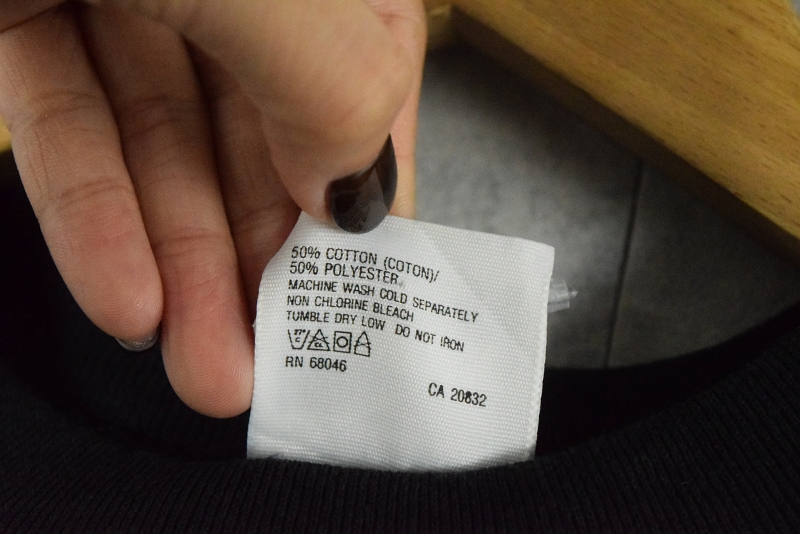 50% COTTON (COTON)/
50% POLYESTER
MACHINE WASH COLD SEPARATELY
NON CHLORINE BLEACH
TUMBLE DRY LOW DO NOT IRON
RN 68046
CA 20832